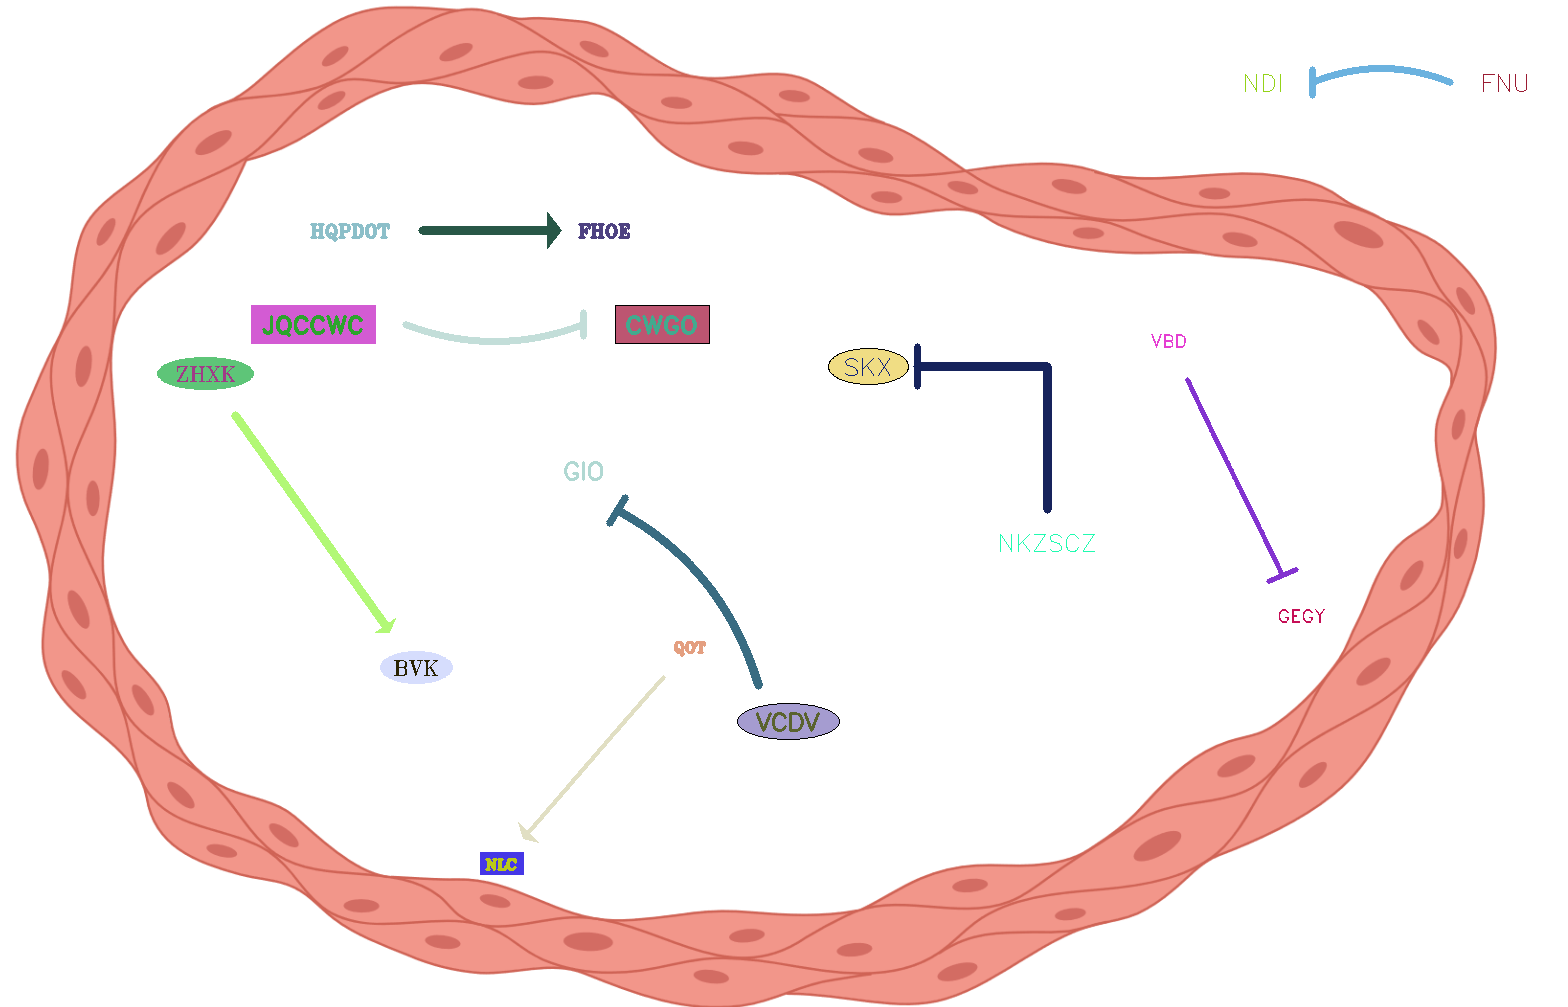 NDI
FNU
HQPDOT
FHOE
JQCCWC
CWGO
VBD
SKX
ZHXK
GIO
NKZSCZ
GEGY
QOT
BVK
VCDV
NLC